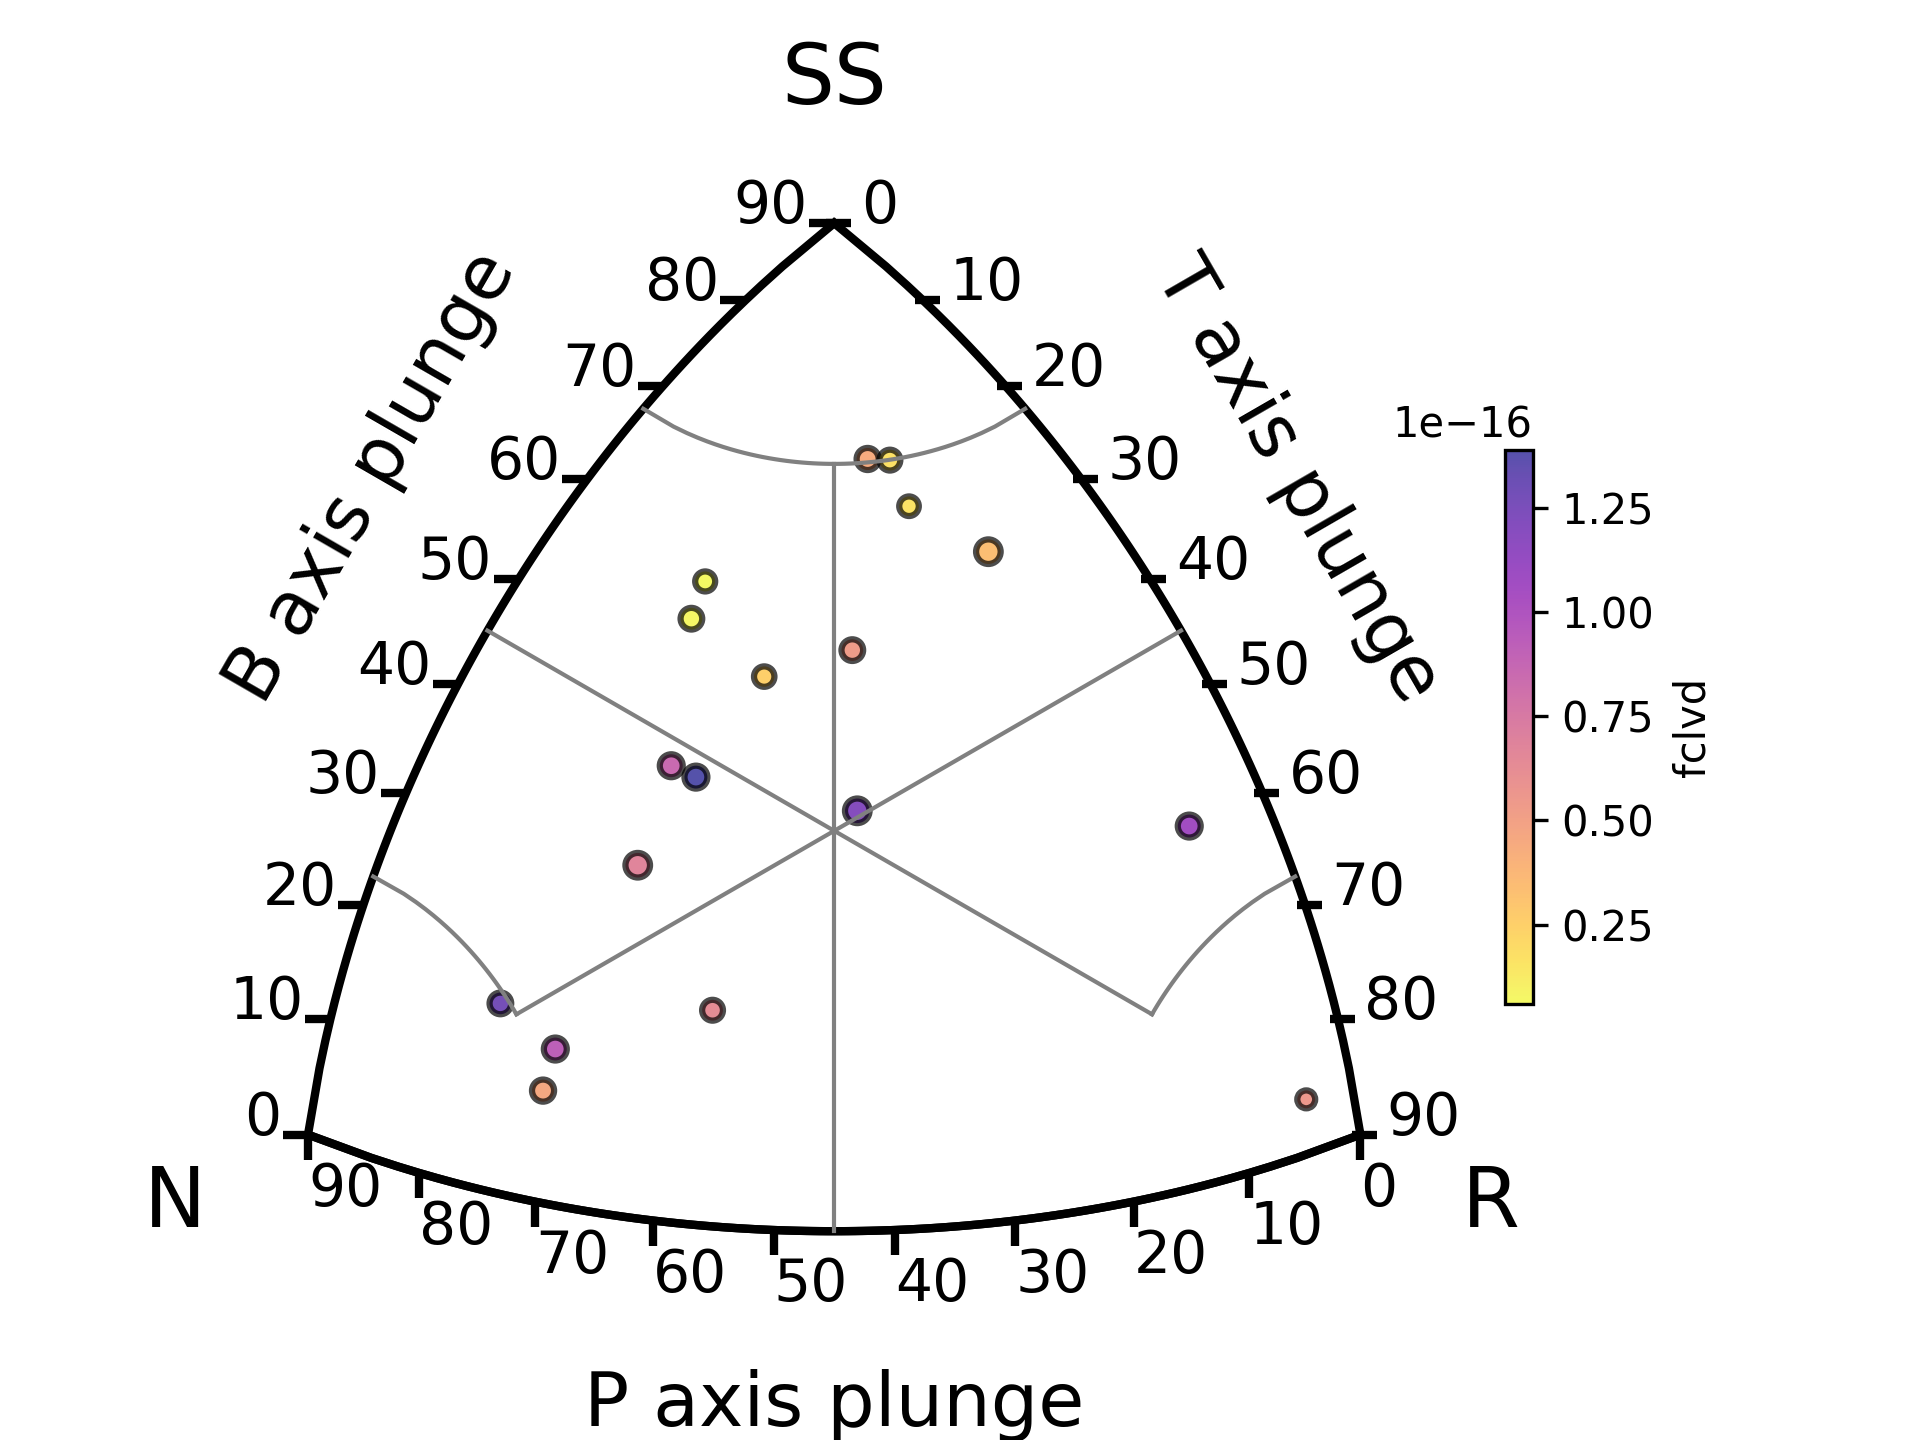 SS
90 0
80 10
70 20
60 30
50 40
40 50
30 60
20 70
10 80
0 90
B axis plunge
T axis plunge
N
R
90 80 70 60 50 40 30 20 10 0
P axis plunge
1e−16
1.25
1.00
0.75
0.50
0.25
fclvd